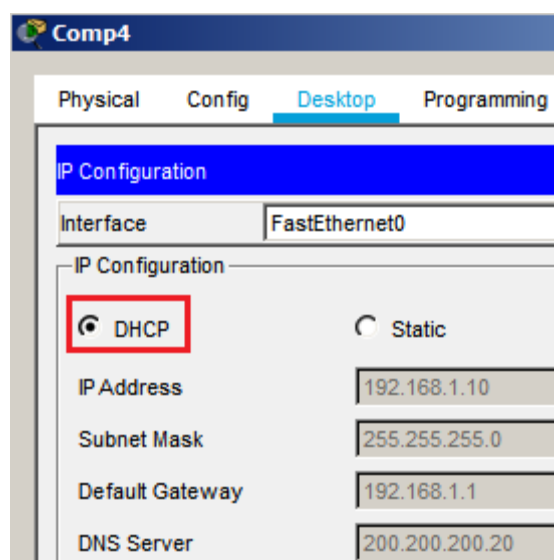 Comp4
Physical Config Desktop Programming
IP Configuration
Interface FastEthernet0
IP Configuration
DHCP Static
IP Address 192.168.1.10
Subnet Mask 255.255.255.0
Default Gateway 192.168.1.1
DNS Server 200.200.200.20